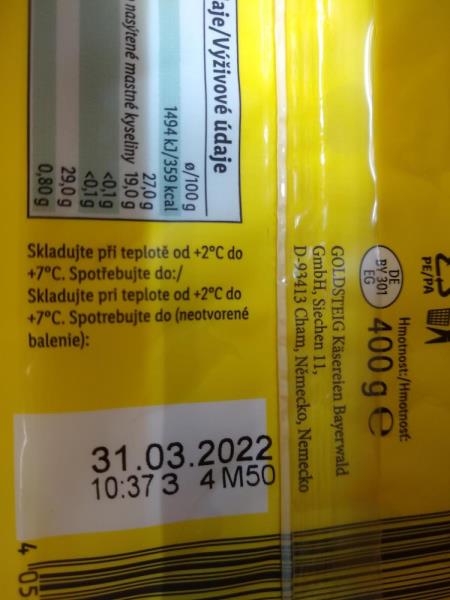 aje/Výživové údaje
ø/100 g
1494 kJ/359 kcal
27,0 g
nasýtené mastné kyseliny 19,0 g
<0,1 g
<0,1 g
29,0 g
0,80 g
Skladujte při teplotě od +2°C do
+7°C. Spotřebujte do:/
Skladujte pri teplote od +2°C do
+7°C. Spotrebujte do (neotvorené
balenie):
31.03.2022
10:37 3 4 M50
GOLDSTEIG Käsereien Bayerwald
GmbH, Siechen 11,
D-93413 Cham, Německo, Nemecko
DE
BY 301
EG
Hmotnost:/Hmotnosť:
400 g e
PE/PA
4 05